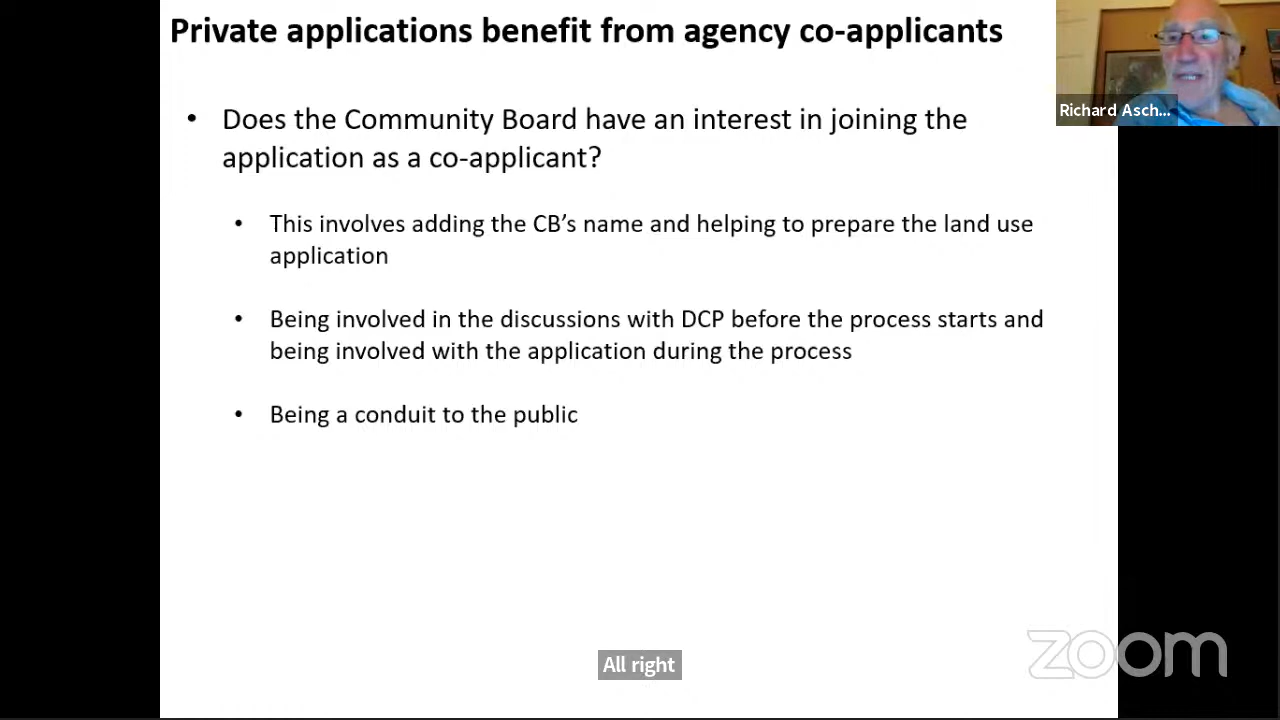 Private applications benefit from agency co-applicants
Richard Asch...
• Does the Community Board have an interest in joining the
application as a co-applicant?
• This involves adding the CB’s name and helping to prepare the land use
application
• Being involved in the discussions with DCP before the process starts and
being involved with the application during the process
• Being a conduit to the public
All right
zoom